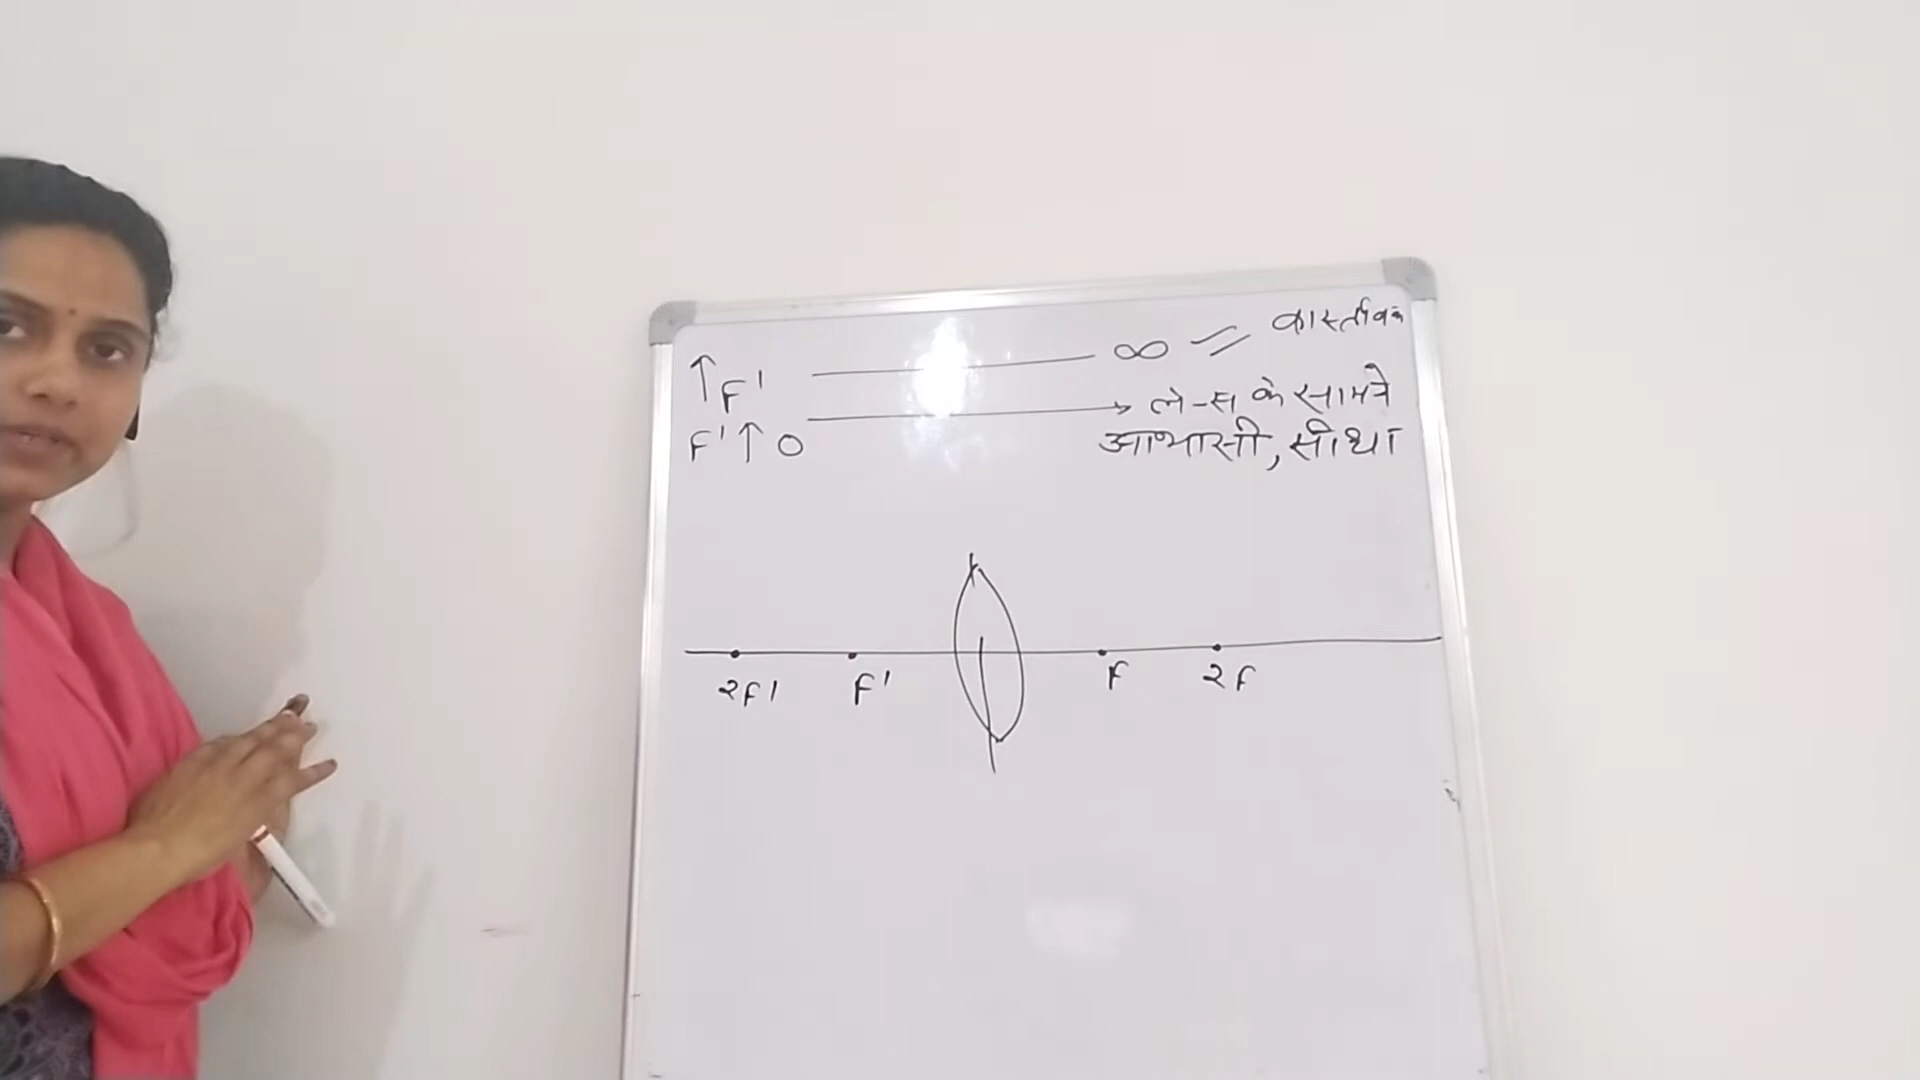 ↑F' ——— ∞ = वास्तविक
F'↑O ——→ लेन्स के सामने
आभासी, सीधा
2F' F' F 2F